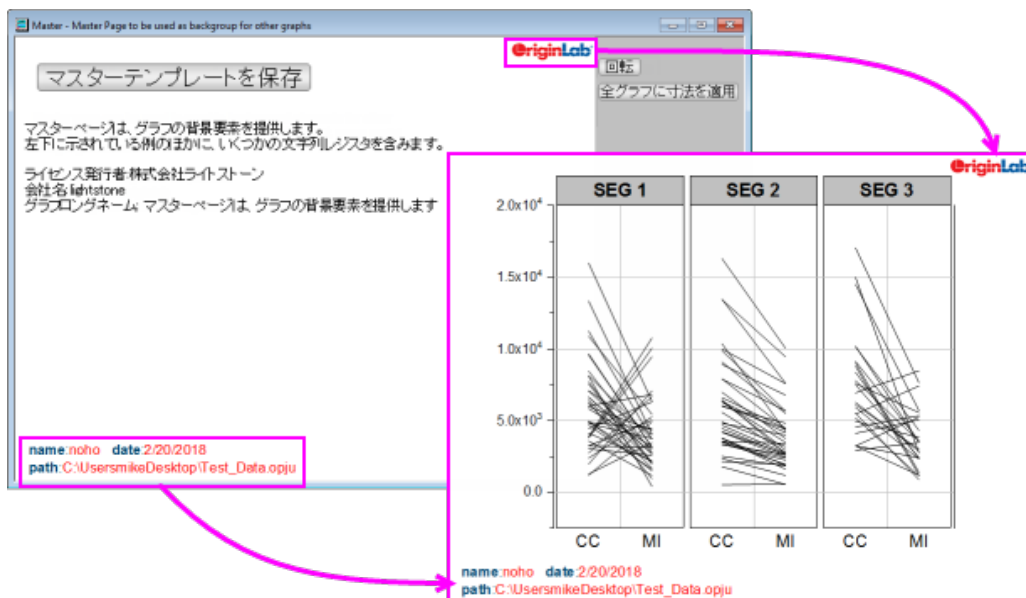 Master - Master Page to be used as backgroup for other graphs
OriginLab
マスターテンプレートを保存
回転
全グラフに寸法を適用
マスターページは、グラフの背景要素を提供します。
左下に示されている例のほかに、いくつかの文字列レジスタを含みます。
ライセンス発行者:株式会社ライトストーン
会社名:lightstone
グラフロングネーム: マスターページは、グラフの背景要素を提供します
name:noho date:2/20/2018
path:C:\UsersmikeDesktop\Test_Data.opju
OriginLab
SEG 1 SEG 2 SEG 3
2.0x10⁴
1.5x10⁴
1.0x10⁴
5.0x10³
0.0
CC MI CC MI CC MI
name:noho date:2/20/2018
path:C:\UsersmikeDesktop\Test_Data.opju